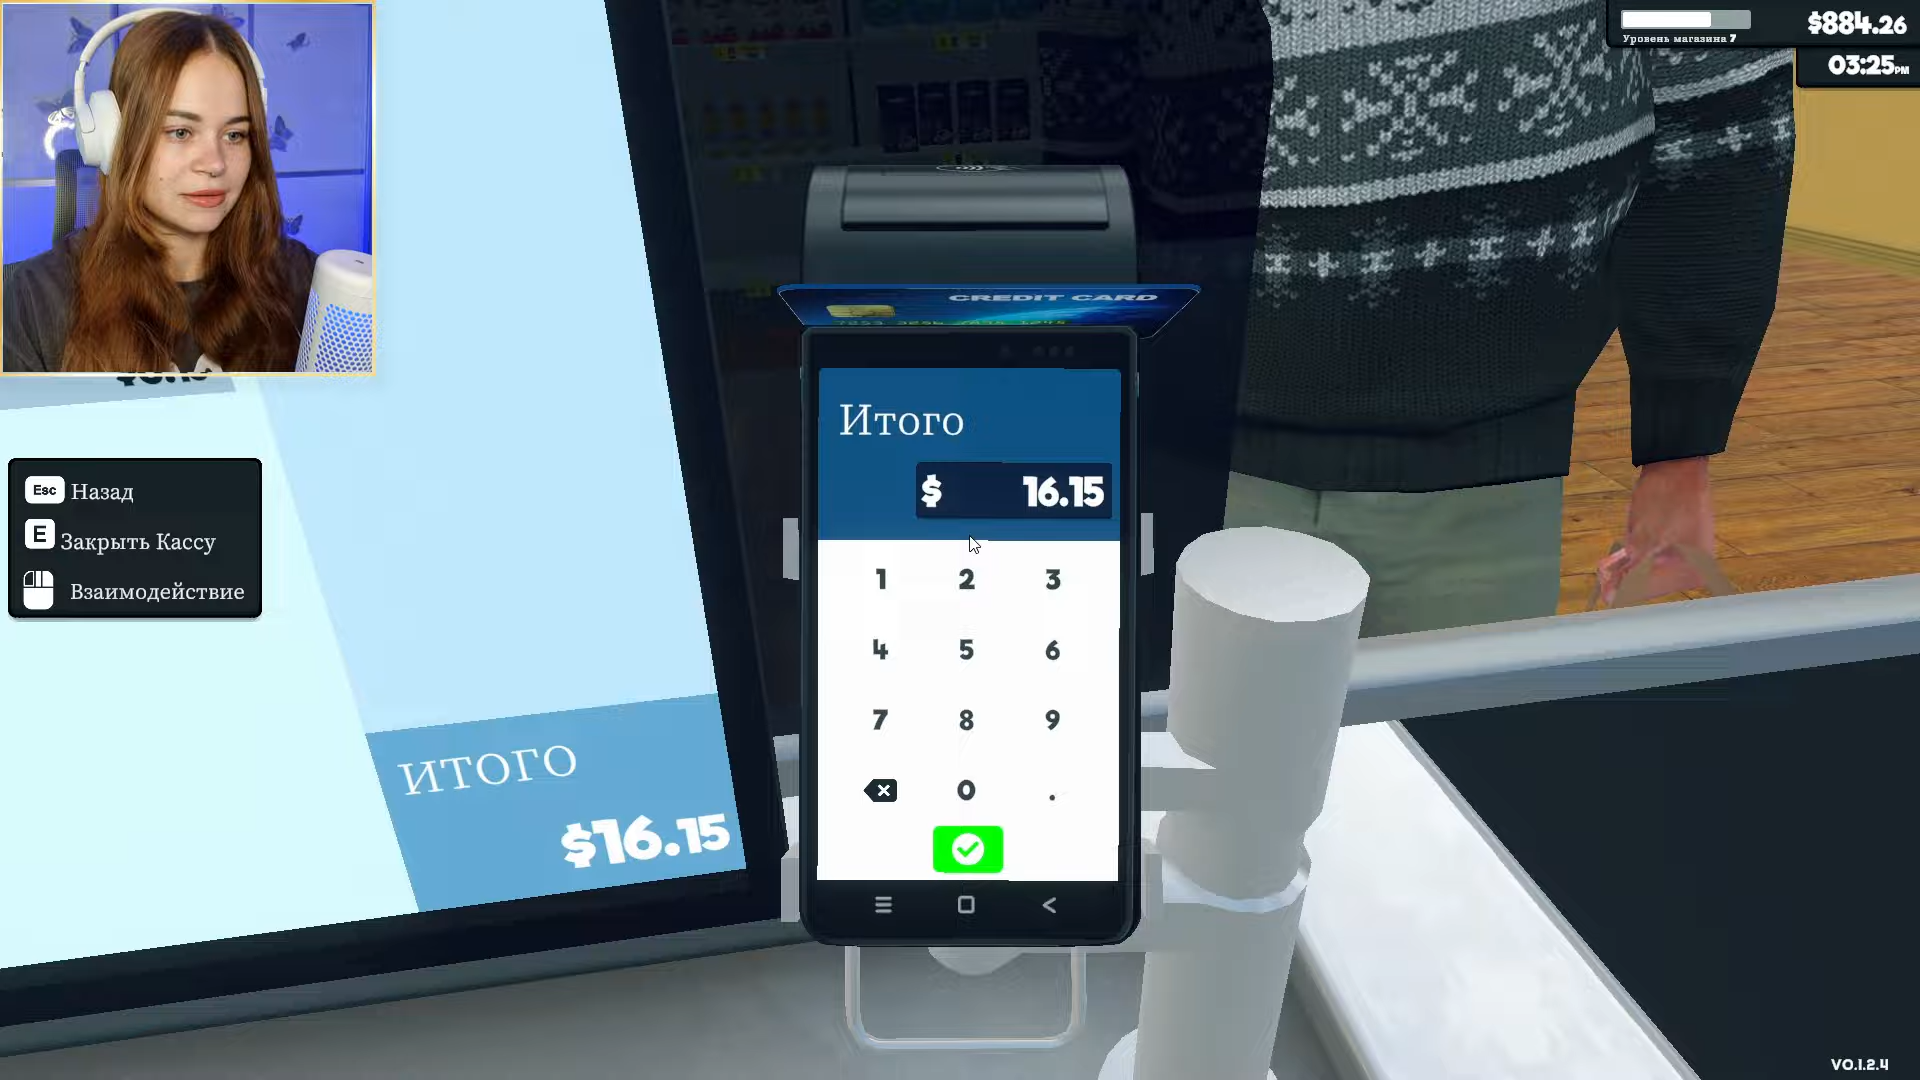 $884.26
Уровень магазина 7
03:25PM
CREDIT CARD
Итого
$ 16.15
Esc Назад
E Закрыть Кассу
Взаимодействие
1 2 3
4 5 6
7 8 9
0 .
ИТОГО
$16.15
V0.1.2.4